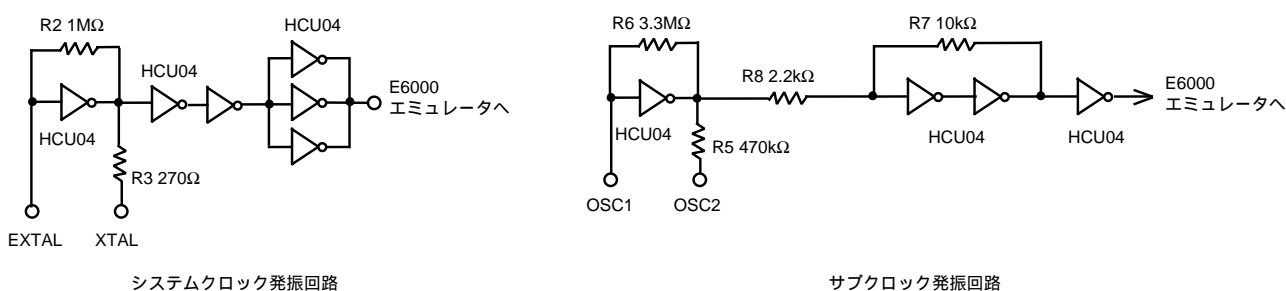 R2 1MΩ
HCU04
HCU04
HCU04
E6000
エミュレータへ
R3 270Ω
EXTAL
XTAL
システムクロック発振回路
R6 3.3MΩ
R7 10kΩ
R8 2.2kΩ
HCU04
R5 470kΩ
HCU04
HCU04
E6000
エミュレータへ
OSC1
OSC2
サブクロック発振回路